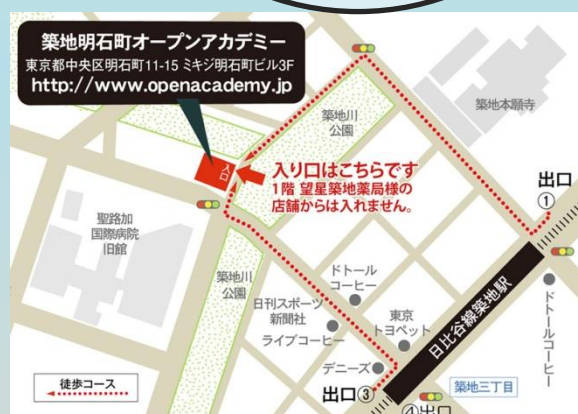 築地明石町オープンアカデミー
東京都中央区明石町11-15 ミキジ明石町ビル3F
http://www.openacademy.jp
築地本願寺
築地川
公園
入口
入り口はこちらです
1階 望星築地薬局様の
店舗からは入れません。
出口
①
聖路加
国際病院
旧館
築地川
公園
ドトール
コーヒー
日刊スポーツ
新聞社
ライブコーヒー
東京
トヨペット
日比谷線築地駅
ドトールコーヒー
デニーズ
出口③
築地三丁目
④出口
徒歩コース